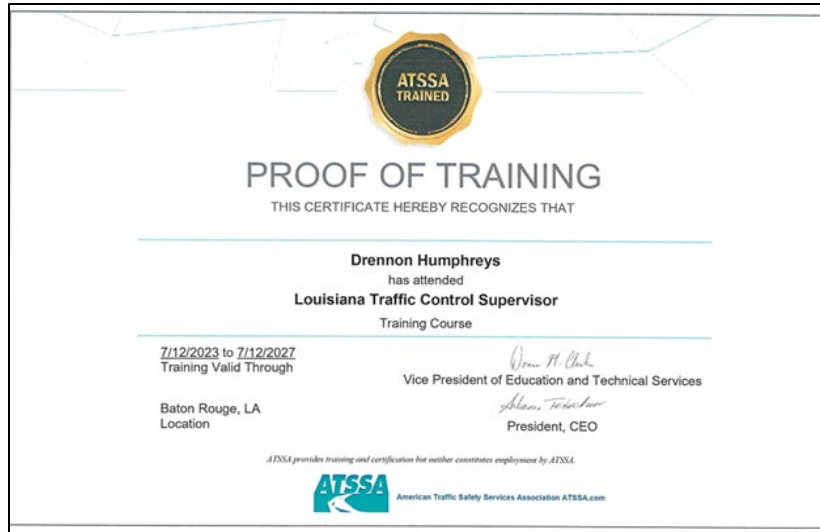 ATSSA
TRAINED
PROOF OF TRAINING
THIS CERTIFICATE HEREBY RECOGNIZES THAT
Drennon Humphreys
has attended
Louisiana Traffic Control Supervisor
Training Course
7/12/2023 to 7/12/2027
Training Valid Through
Vice President of Education and Technical Services
Baton Rouge, LA
Location
President, CEO
ATSSA provides training and certification but neither constitutes employment by ATSSA.
ATSSA
American Traffic Safety Services Association ATSSA.com